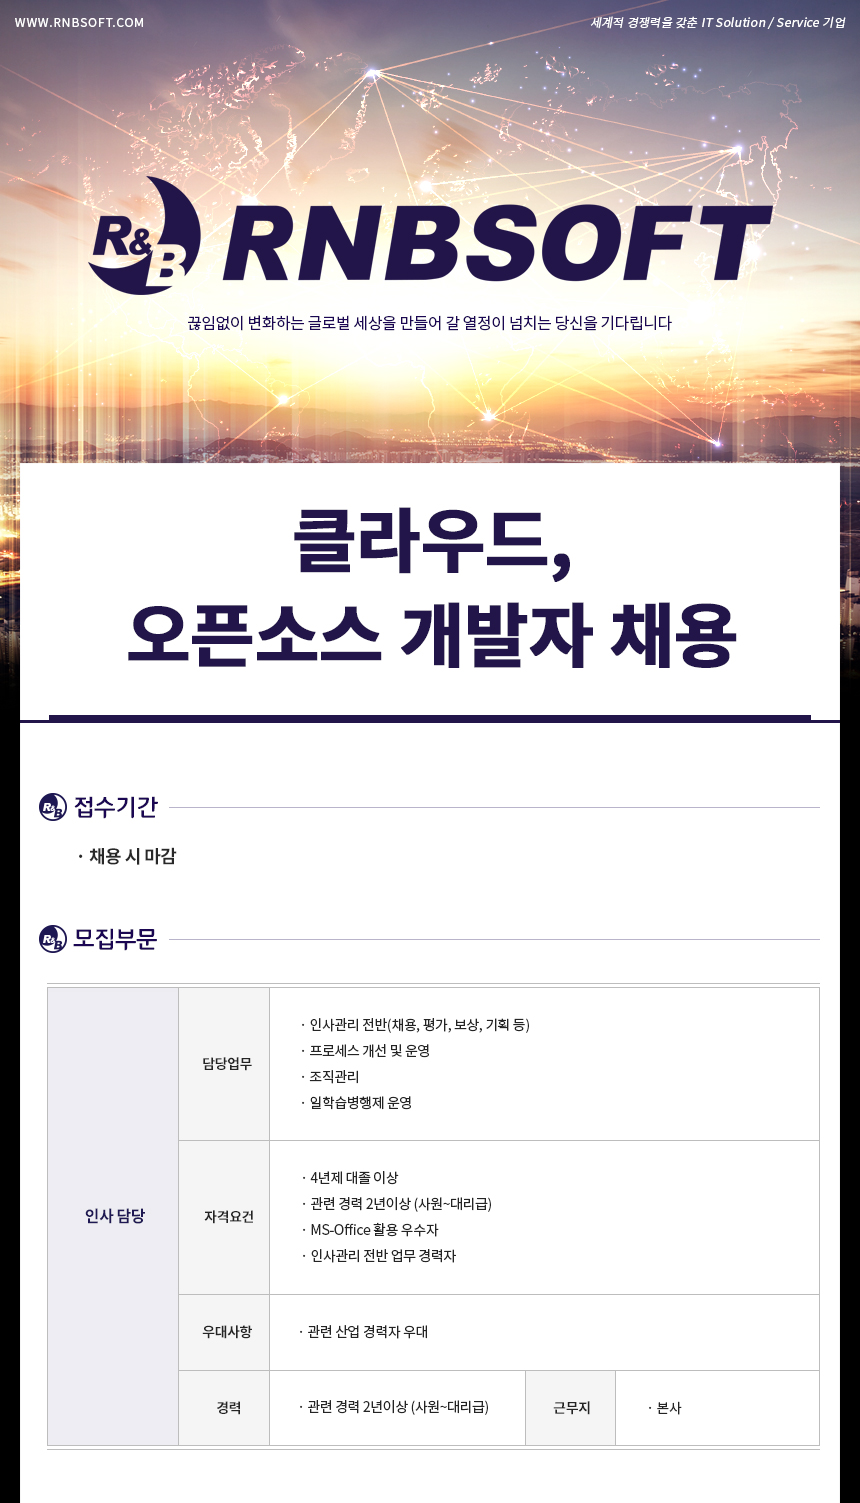 WWW.RNBSOFT.COM
세계적 경쟁력을 갖춘 IT Solution / Service 기업
R&B RNBSOFT
끊임없이 변화하는 글로벌 세상을 만들어 갈 열정이 넘치는 당신을 기다립니다
클라우드,
오픈소스 개발자 채용
R&B 접수기간
· 채용 시 마감
R&B 모집부문
인사 담당
담당업무
· 인사관리 전반(채용, 평가, 보상, 기획 등)
· 프로세스 개선 및 운영
· 조직관리
· 일학습병행제 운영
자격요건
· 4년제 대졸 이상
· 관련 경력 2년이상 (사원~대리급)
· MS-Office 활용 우수자
· 인사관리 전반 업무 경력자
우대사항
· 관련 산업 경력자 우대
경력
· 관련 경력 2년이상 (사원~대리급)
근무지
· 본사